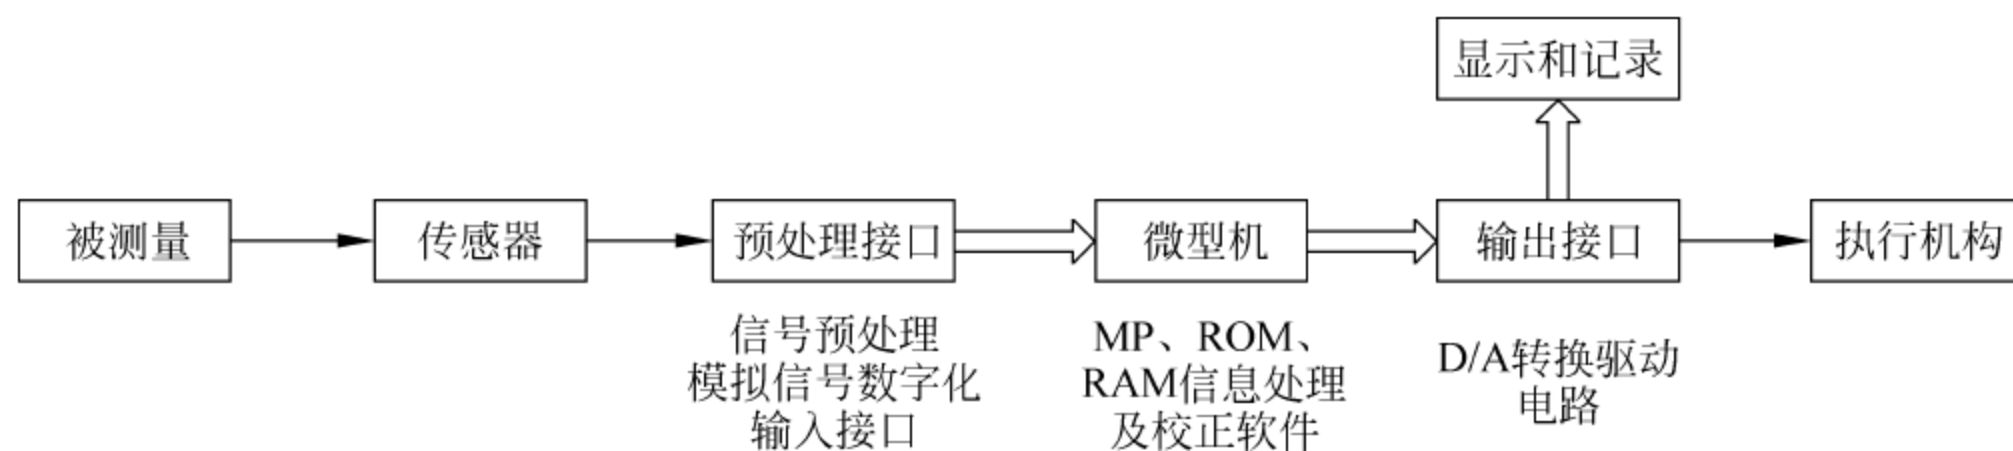 显示和记录
被测量
传感器
预处理接口
微型机
输出接口
执行机构
信号预处理
模拟信号数字化
输入接口
MP、ROM、
RAM信息处理
及校正软件
D/A转换驱动
电路